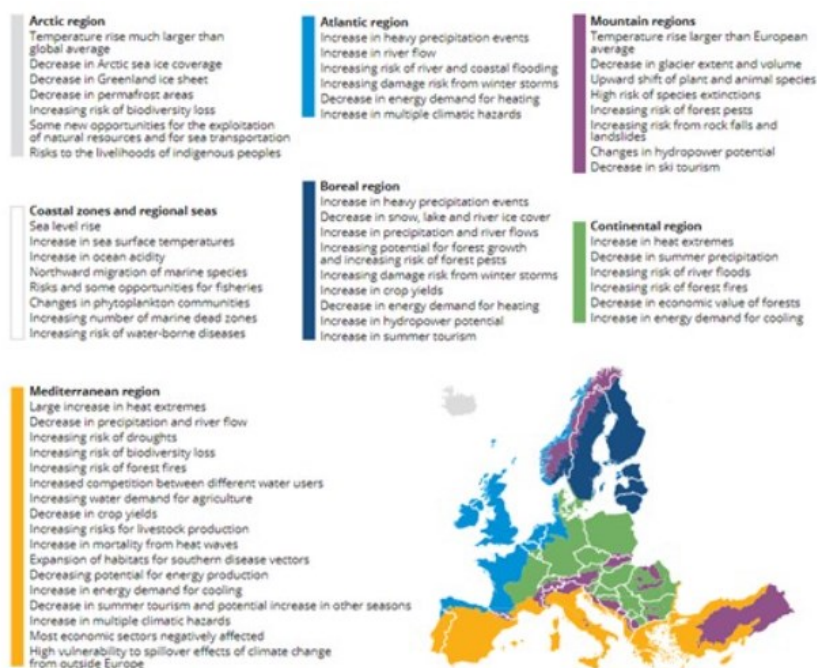 Arctic region
Temperature rise much larger than
global average
Decrease in Arctic sea ice coverage
Decrease in Greenland ice sheet
Decrease in permafrost areas
Increasing risk of biodiversity loss
Some new opportunities for the exploitation
of natural resources and for sea transportation
Risks to the livelihoods of indigenous peoples
Atlantic region
Increase in heavy precipitation events
Increase in river flow
Increasing risk of river and coastal flooding
Increasing damage risk from winter storms
Decrease in energy demand for heating
Increase in multiple climatic hazards
Mountain regions
Temperature rise larger than European
average
Decrease in glacier extent and volume
Upward shift of plant and animal species
High risk of species extinctions
Increasing risk of forest pests
Increasing risk from rock falls and
landslides
Changes in hydropower potential
Decrease in ski tourism
Coastal zones and regional seas
Sea level rise
Increase in sea surface temperatures
Increase in ocean acidity
Northward migration of marine species
Risks and some opportunities for fisheries
Changes in phytoplankton communities
Increasing number of marine dead zones
Increasing risk of water-borne diseases
Boreal region
Increase in heavy precipitation events
Decrease in snow, lake and river ice cover
Increase in precipitation and river flows
Increasing potential for forest growth
and increasing risk of forest pests
Increasing damage risk from winter storms
Increase in crop yields
Decrease in energy demand for heating
Increase in hydropower potential
Increase in summer tourism
Continental region
Increase in heat extremes
Decrease in summer precipitation
Increasing risk of river floods
Increasing risk of forest fires
Decrease in economic value of forests
Increase in energy demand for cooling
Mediterranean region
Large increase in heat extremes
Decrease in precipitation and river flow
Increasing risk of droughts
Increasing risk of biodiversity loss
Increasing risk of forest fires
Increased competition between different water users
Increasing water demand for agriculture
Decrease in crop yields
Increasing risks for livestock production
Increase in mortality from heat waves
Expansion of habitats for southern disease vectors
Decreasing potential for energy production
Increase in energy demand for cooling
Decrease in summer tourism and potential increase in other seasons
Increase in multiple climatic hazards
Most economic sectors negatively affected
High vulnerability to spillover effects of climate change
from outside Europe